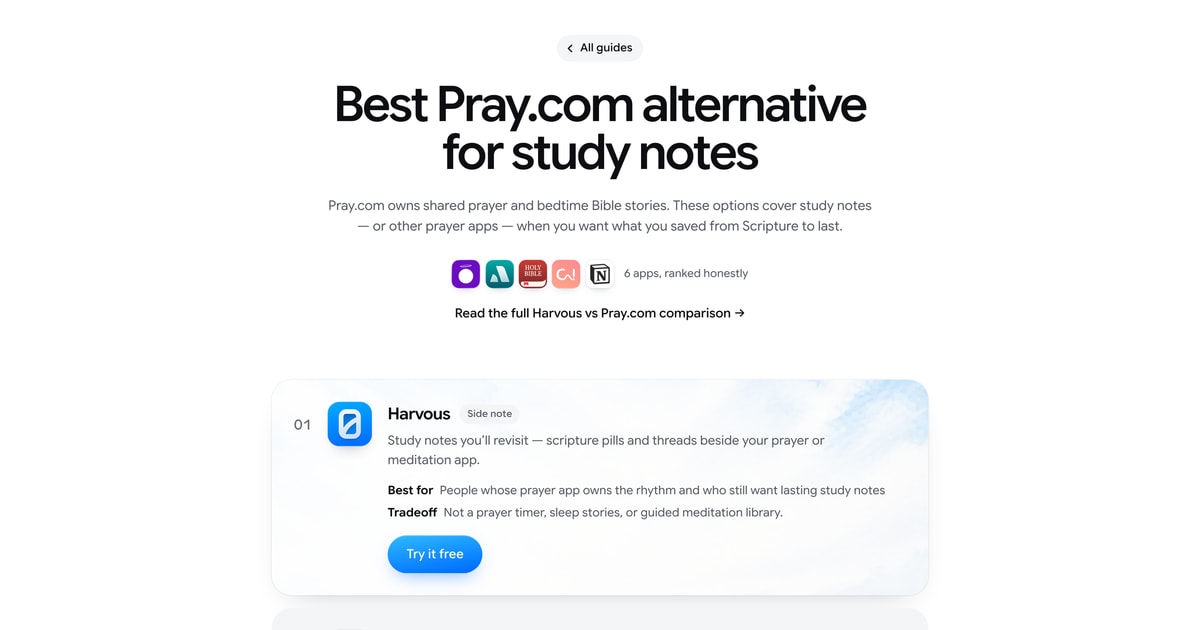 All guides
Best Pray.com alternative
for study notes
Pray.com owns shared prayer and bedtime Bible stories. These options cover study notes
— or other prayer apps — when you want what you saved from Scripture to last.
HOLY
BIBLE
N
6 apps, ranked honestly
Read the full Harvous vs Pray.com comparison →
01
Harvous
Side note
Study notes you’ll revisit — scripture pills and threads beside your prayer or
meditation app.
Best for People whose prayer app owns the rhythm and who still want lasting study notes
Tradeoff Not a prayer timer, sleep stories, or guided meditation library.
Try it free